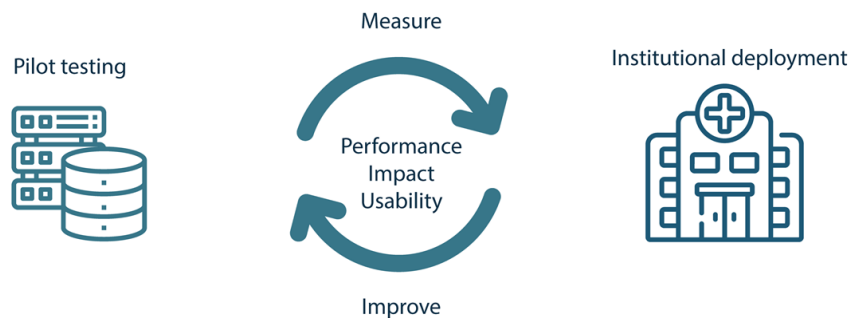 Measure
Pilot testing
Institutional deployment
Performance
Impact
Usability
Improve